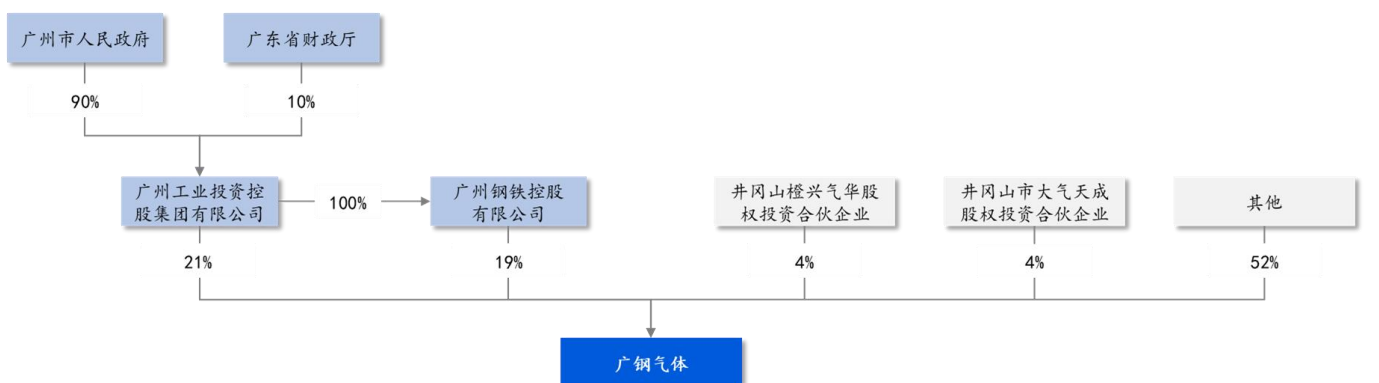 广州市人民政府
广东省财政厅
90%
10%
广州工业投资控
股集团有限公司
100%
广州钢铁控股
有限公司
井冈山橙兴气华股
权投资合伙企业
井冈山市大气天成
股权投资合伙企业
其他
21%
19%
4%
4%
52%
广钢气体